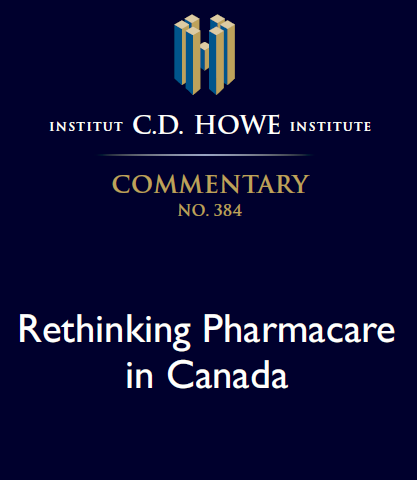 INSTITUT C.D. HOWE INSTITUTE
COMMENTARY
NO. 384
Rethinking Pharmacare
in Canada